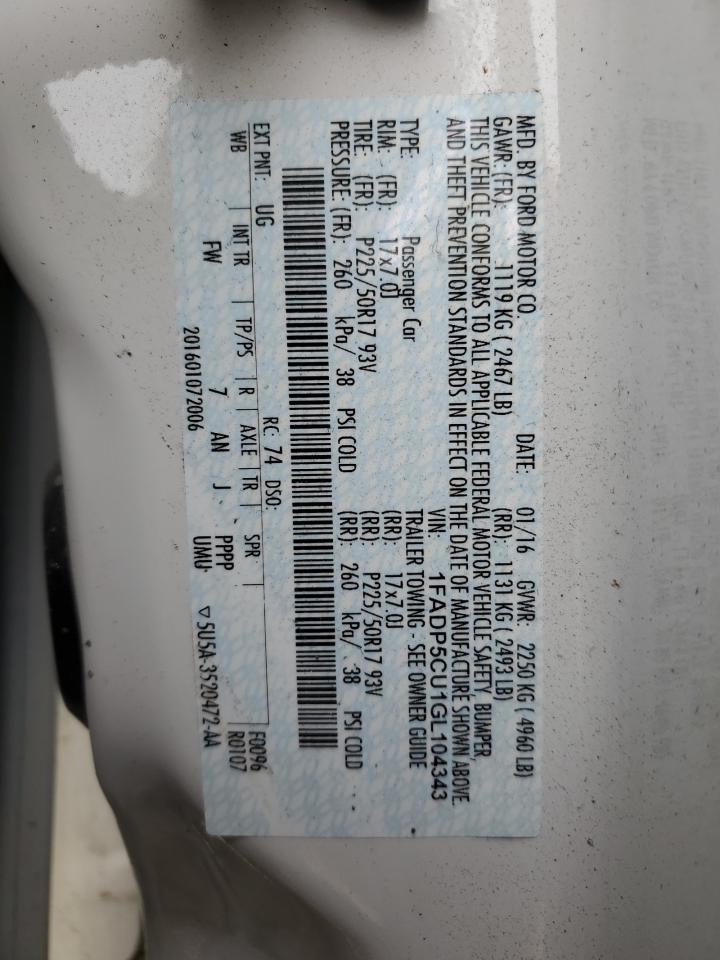 MFD. BY FORD MOTOR CO. DATE: 01/16 GVWR: 2250 KG ( 4960 LB)
GAWR: (FR): 1119 KG ( 2467 LB) (RR): 1131 KG ( 2493 LB)
THIS VEHICLE CONFORMS TO ALL APPLICABLE FEDERAL MOTOR VEHICLE SAFETY, BUMPER,
AND THEFT PREVENTION STANDARDS IN EFFECT ON THE DATE OF MANUFACTURE SHOWN ABOVE.
VIN: 1FADP5CU1GL104343
TYPE: Passenger Car TRAILER TOWING - SEE OWNER GUIDE
RIM: (FR): 17x7.0J (RR): 17x7.0J
TIRE: (FR): P225/50R17 93V (RR): P225/50R17 93V
PRESSURE: (FR): 260 kPa/ 38 PSI COLD (RR): 260 kPa/ 38 PSI COLD
RC: 74 DSO:
EXT PNT: UG F0096
WB INT TR TP/PS R AXLE TR SPR R0107
FW 7 AN J PPPP
201601072006 UMU: ▽ 5U5A-3520472-AA